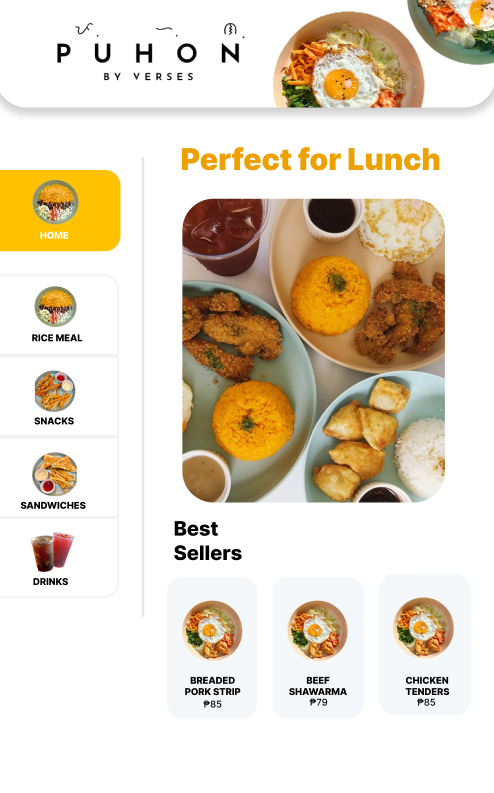 PUHON
BY VERSES
Perfect for Lunch
HOME
RICE MEAL
SNACKS
SANDWICHES
DRINKS
Best
Sellers
BREADED
PORK STRIP
₱85
BEEF
SHAWARMA
₱79
CHICKEN
TENDERS
₱85